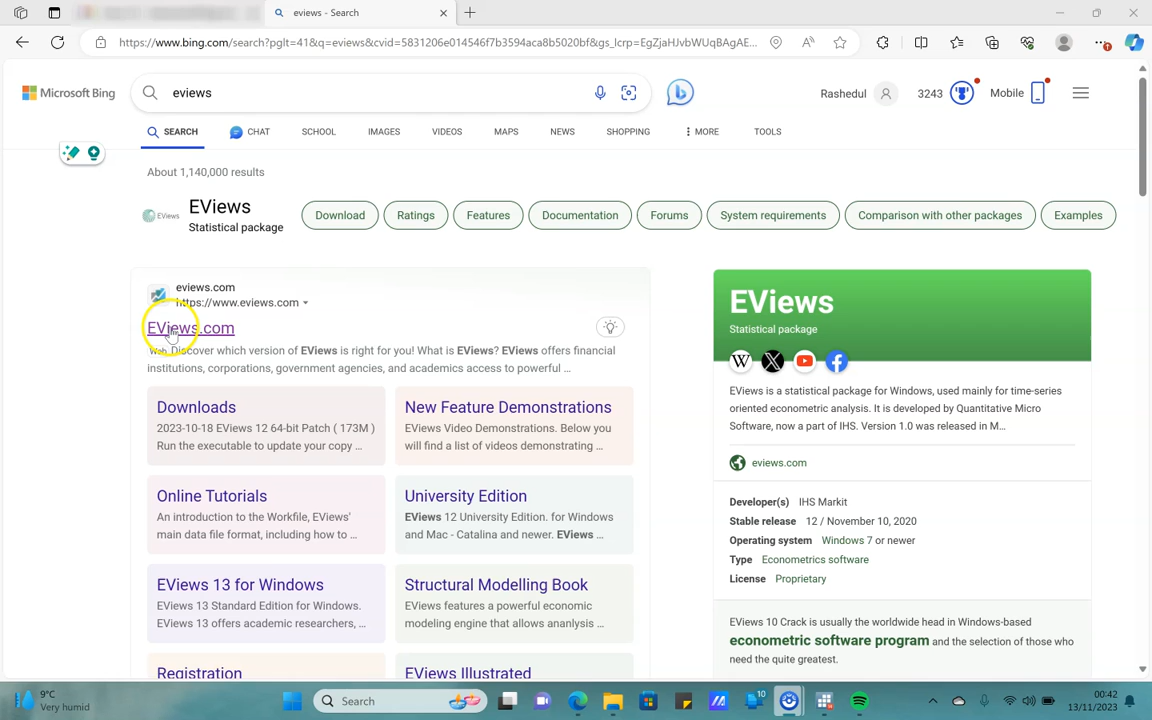 eviews - Search
https://www.bing.com/search?pglt=41&q=eviews&cvid=5831206e014546f7b3594aca8b5020bf&gs_lcrp=EgZjaHJvbWUqBAgAE...
Microsoft Bing
eviews
Rashedul
3243
Mobile
SEARCH
CHAT
SCHOOL
IMAGES
VIDEOS
MAPS
NEWS
SHOPPING
MORE
TOOLS
About 1,140,000 results
EViews
EViews
Statistical package
Download
Ratings
Features
Documentation
Forums
System requirements
Comparison with other packages
Examples
eviews.com
https://www.eviews.com
EViews.com
Web Discover which version of EViews is right for you! What is EViews? EViews offers financial
institutions, corporations, government agencies, and academics access to powerful ...
Downloads
2023-10-18 EViews 12 64-bit Patch ( 173M )
Run the executable to update your copy ...
New Feature Demonstrations
EViews Video Demonstrations. Below you
will find a list of videos demonstrating ...
Online Tutorials
An introduction to the Workfile, EViews'
main data file format, including how to ...
University Edition
EViews 12 University Edition. for Windows
and Mac - Catalina and newer. EViews ...
EViews 13 for Windows
EViews 13 Standard Edition for Windows.
EViews 13 offers academic researchers, ...
Structural Modelling Book
EViews features a powerful economic
modeling engine that allows ananlysis ...
Registration
EViews Illustrated
EViews
Statistical package
W
EViews is a statistical package for Windows, used mainly for time-series
oriented econometric analysis. It is developed by Quantitative Micro
Software, now a part of IHS. Version 1.0 was released in M...
eviews.com
Developer(s) IHS Markit
Stable release 12 / November 10, 2020
Operating system Windows 7 or newer
Type Econometrics software
License Proprietary
EViews 10 Crack is usually the worldwide head in Windows-based
econometric software program and the selection of those who
need the quite greatest.
9°C
Very humid
Search
10
00:42
13/11/2023